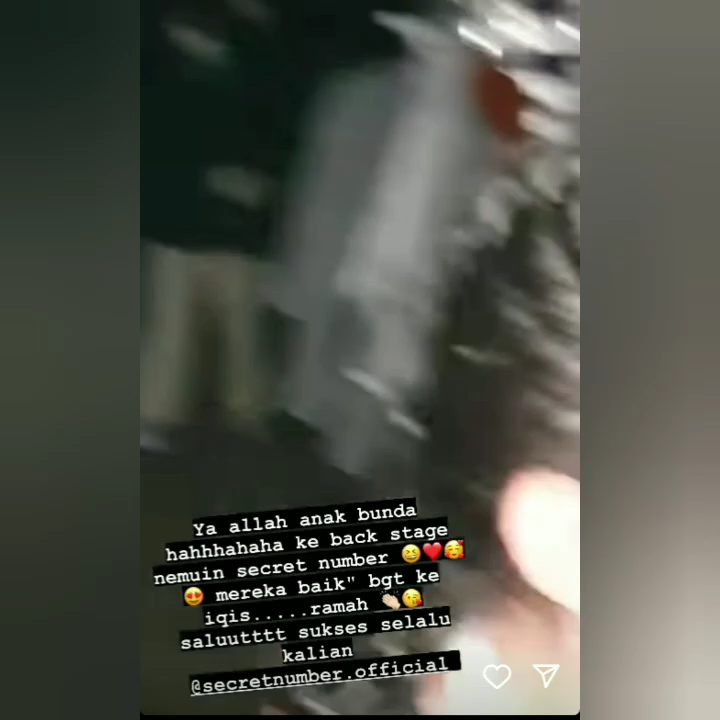 Ya allah anak bunda
hahhhahaha ke back stage
nemuin secret number 😆❤️🥰
😍 mereka baik" bgt ke
iqis.....ramah 👏🏻😘
saluutttt sukses selalu
kalian
@secretnumber.official